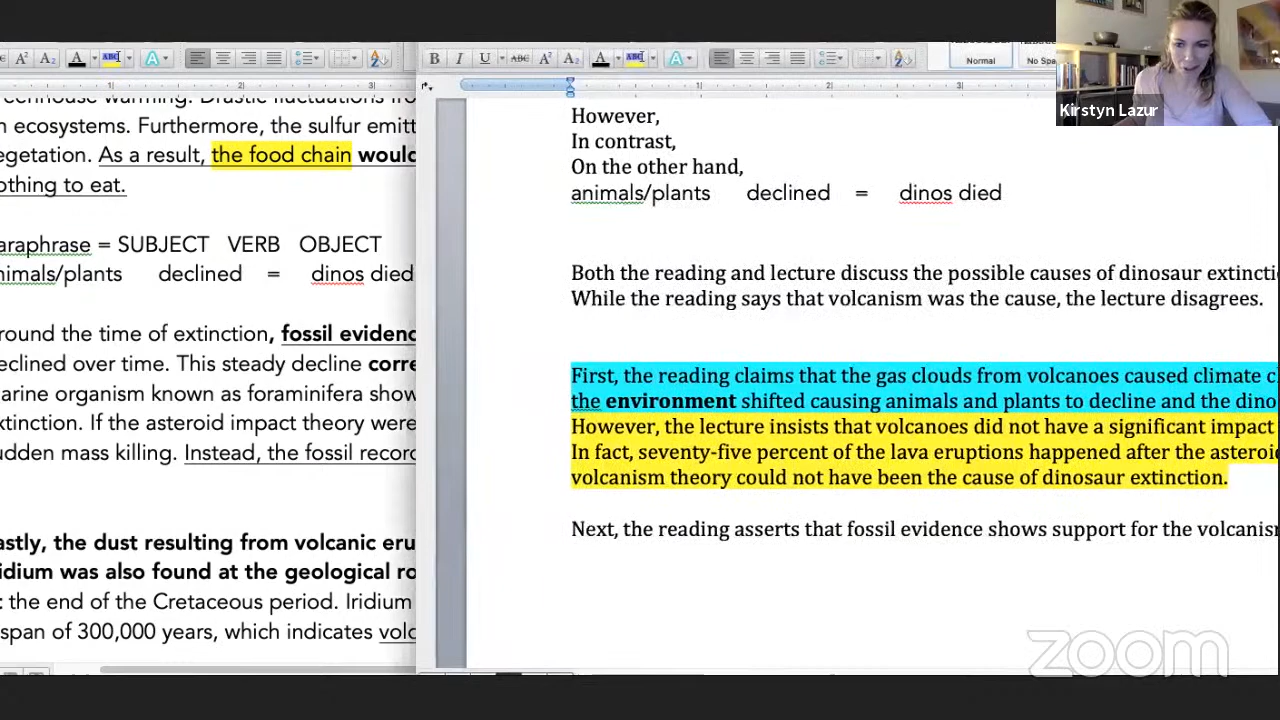 Kirstyn Lazur
Normal
No Spa
reenhouse warming. Drastic fluctuations fro
n ecosystems. Furthermore, the sulfur emitt
egetation. As a result, the food chain would
othing to eat.
araphrase = SUBJECT VERB OBJECT
nimals/plants declined = dinos died
round the time of extinction, fossil evidenc
eclined over time. This steady decline corre
arine organism known as foraminifera show
xtinction. If the asteroid impact theory were
udden mass killing. Instead, the fossil record
astly, the dust resulting from volcanic eru
idium was also found at the geological ro
t the end of the Cretaceous period. Iridium
span of 300,000 years, which indicates volc
However,
In contrast,
On the other hand,
animals/plants declined = dinos died
Both the reading and lecture discuss the possible causes of dinosaur extinctio
While the reading says that volcanism was the cause, the lecture disagrees.
First, the reading claims that the gas clouds from volcanoes caused climate c
the environment shifted causing animals and plants to decline and the dino
However, the lecture insists that volcanoes did not have a significant impact
In fact, seventy-five percent of the lava eruptions happened after the asteroid
volcanism theory could not have been the cause of dinosaur extinction.
Next, the reading asserts that fossil evidence shows support for the volcanism
zoom